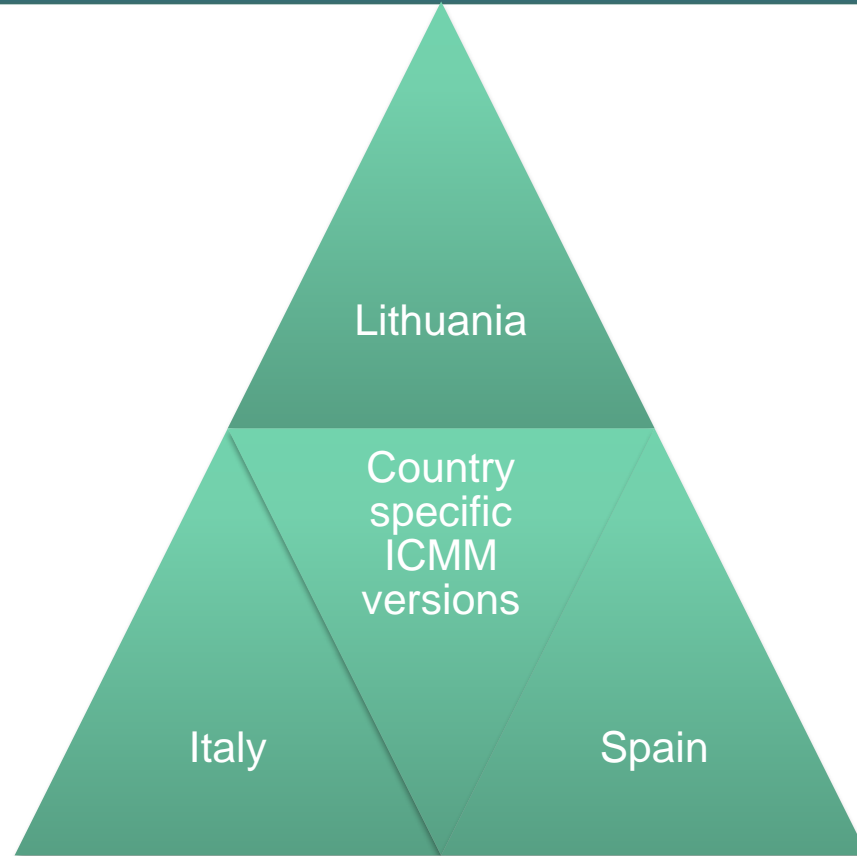 Lithuania
Country
specific
ICMM
versions
Italy
Spain